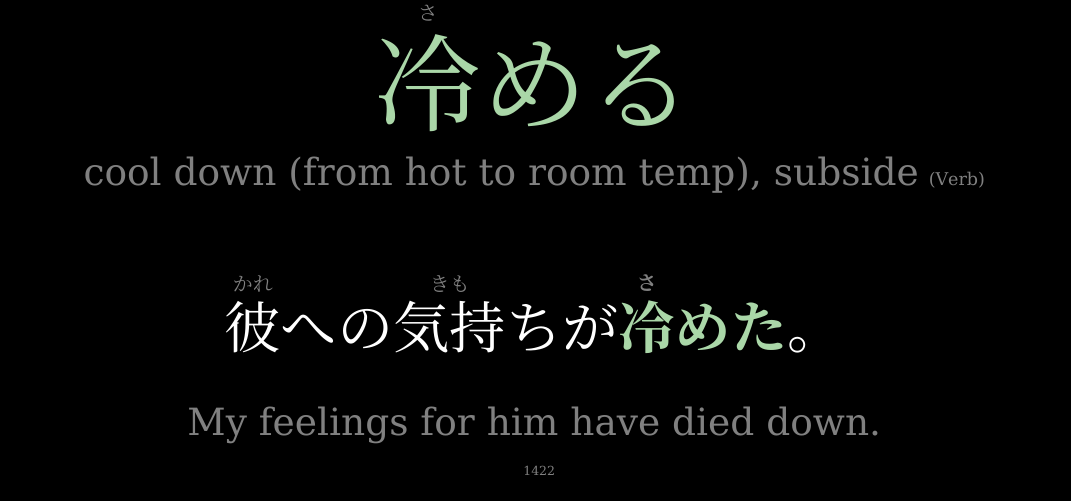 さ
冷める
cool down (from hot to room temp), subside (Verb)
かれ きも さ
彼への気持ちが冷めた。
My feelings for him have died down.
1422